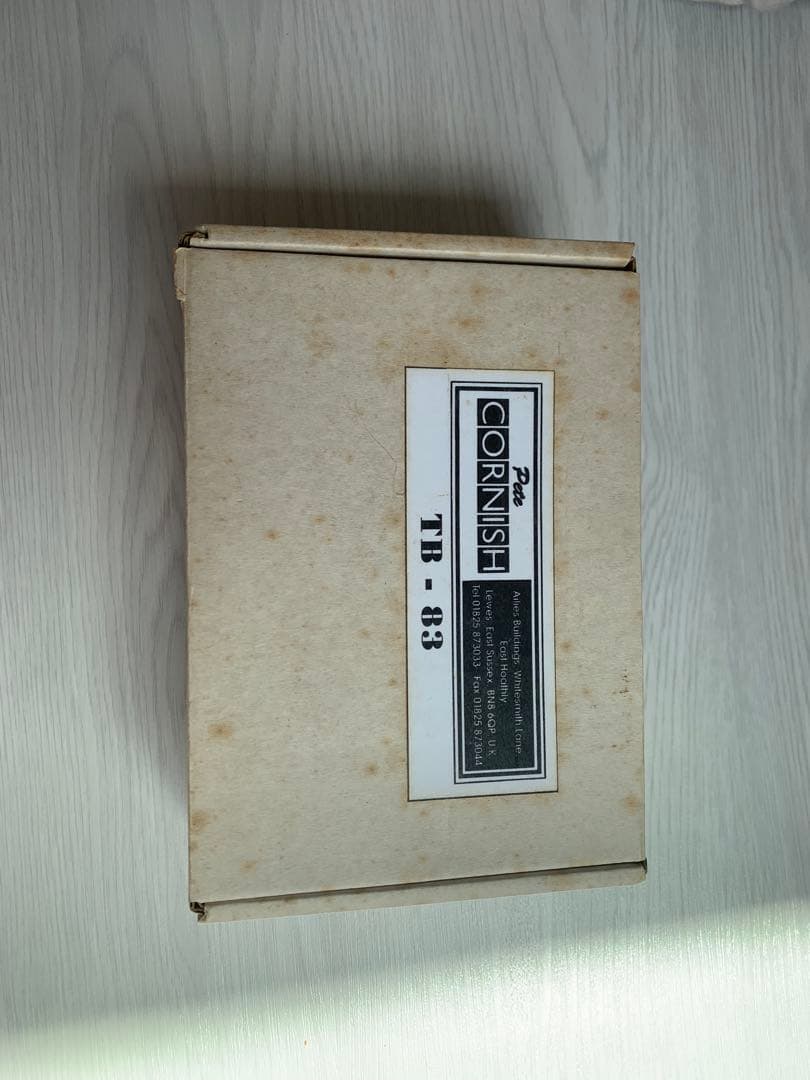 Pete
CORNISH
Aries Buildings, Whitesmith Lane
East Hoathly
Lewes, East Sussex, BN8 6QP, U.K.
Tel 01825 873033 Fax 01825 873044
TB - 83